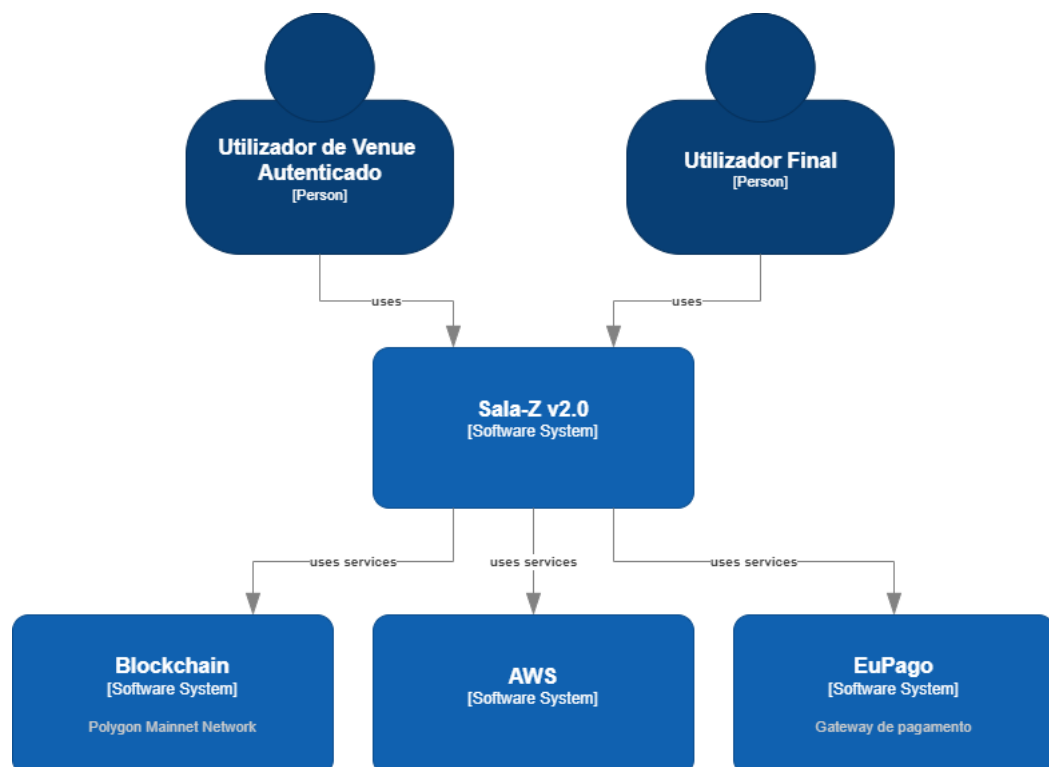 Utilizador de Venue
Autenticado
[Person]
Utilizador Final
[Person]
uses
uses
Sala-Z v2.0
[Software System]
uses services
uses services
uses services
Blockchain
[Software System]
Polygon Mainnet Network
AWS
[Software System]
EuPago
[Software System]
Gateway de pagamento